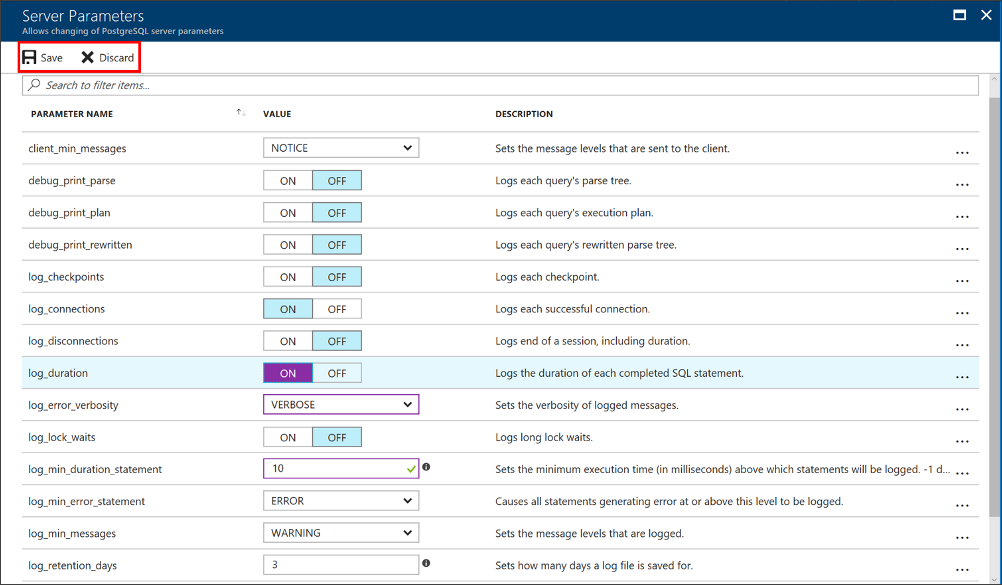 Server Parameters
Allows changing of PostgreSQL server parameters
Save Discard
Search to filter items...
PARAMETER NAME VALUE DESCRIPTION
client_min_messages NOTICE Sets the message levels that are sent to the client. ...
debug_print_parse ON OFF Logs each query's parse tree. ...
debug_print_plan ON OFF Logs each query's execution plan. ...
debug_print_rewritten ON OFF Logs each query's rewritten parse tree. ...
log_checkpoints ON OFF Logs each checkpoint. ...
log_connections ON OFF Logs each successful connection. ...
log_disconnections ON OFF Logs end of a session, including duration. ...
log_duration ON OFF Logs the duration of each completed SQL statement. ...
log_error_verbosity VERBOSE Sets the verbosity of logged messages. ...
log_lock_waits ON OFF Logs long lock waits. ...
log_min_duration_statement 10 Sets the minimum execution time (in milliseconds) above which statements will be logged. -1 d... ...
log_min_error_statement ERROR Causes all statements generating error at or above this level to be logged. ...
log_min_messages WARNING Sets the message levels that are logged. ...
log_retention_days 3 Sets how many days a log file is saved for. ...